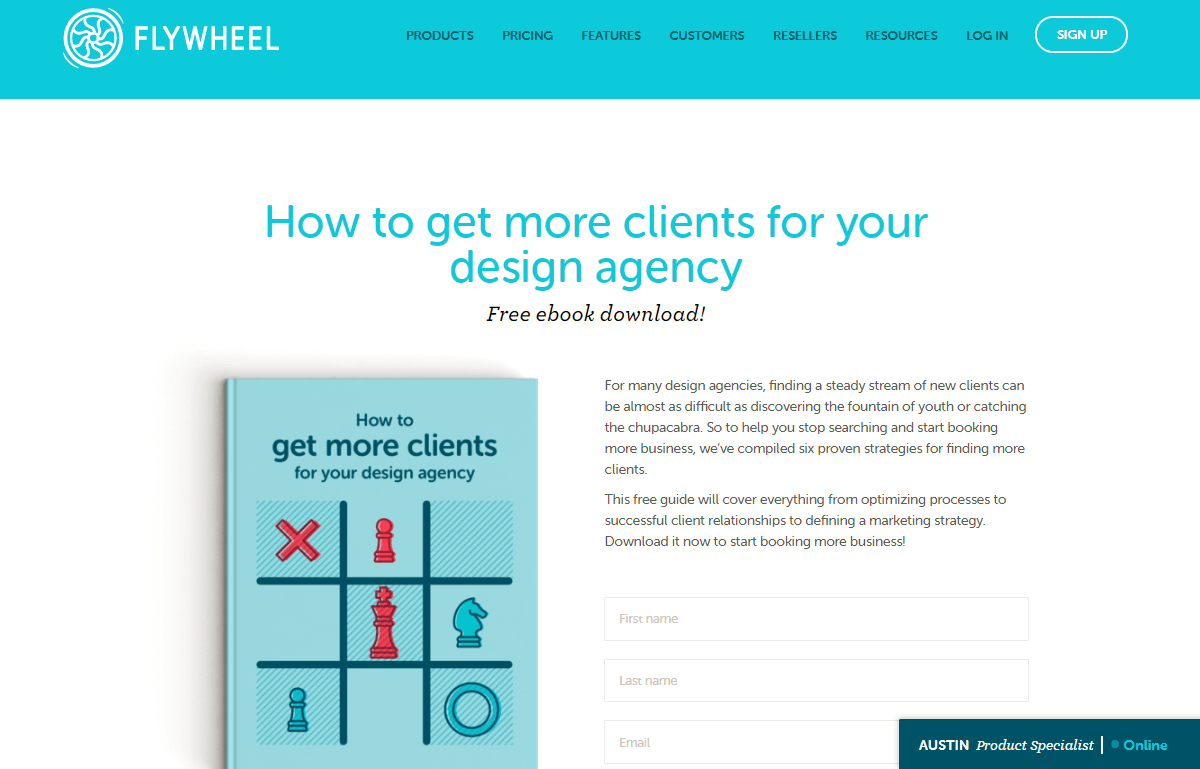 FLYWHEEL
PRODUCTS PRICING FEATURES CUSTOMERS RESELLERS RESOURCES LOG IN SIGN UP
How to get more clients for your
design agency
Free ebook download!
How to
get more clients
for your design agency
For many design agencies, finding a steady stream of new clients can
be almost as difficult as discovering the fountain of youth or catching
the chupacabra. So to help you stop searching and start booking
more business, we've compiled six proven strategies for finding more
clients.
This free guide will cover everything from optimizing processes to
successful client relationships to defining a marketing strategy.
Download it now to start booking more business!
First name
Last name
Email
AUSTIN Product Specialist | Online